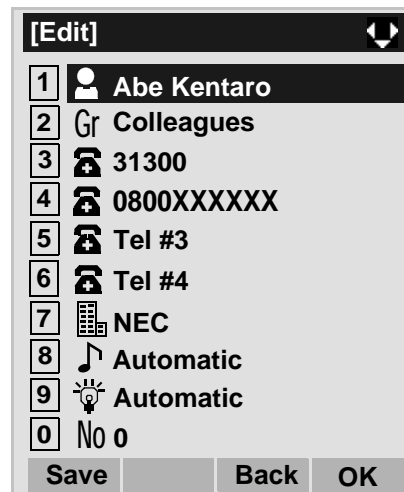 [Edit]
1 Abe Kentaro
2 Gr Colleagues
3 31300
4 0800XXXXXX
5 Tel #3
6 Tel #4
7 NEC
8 Automatic
9 Automatic
0 No 0
Save Back OK